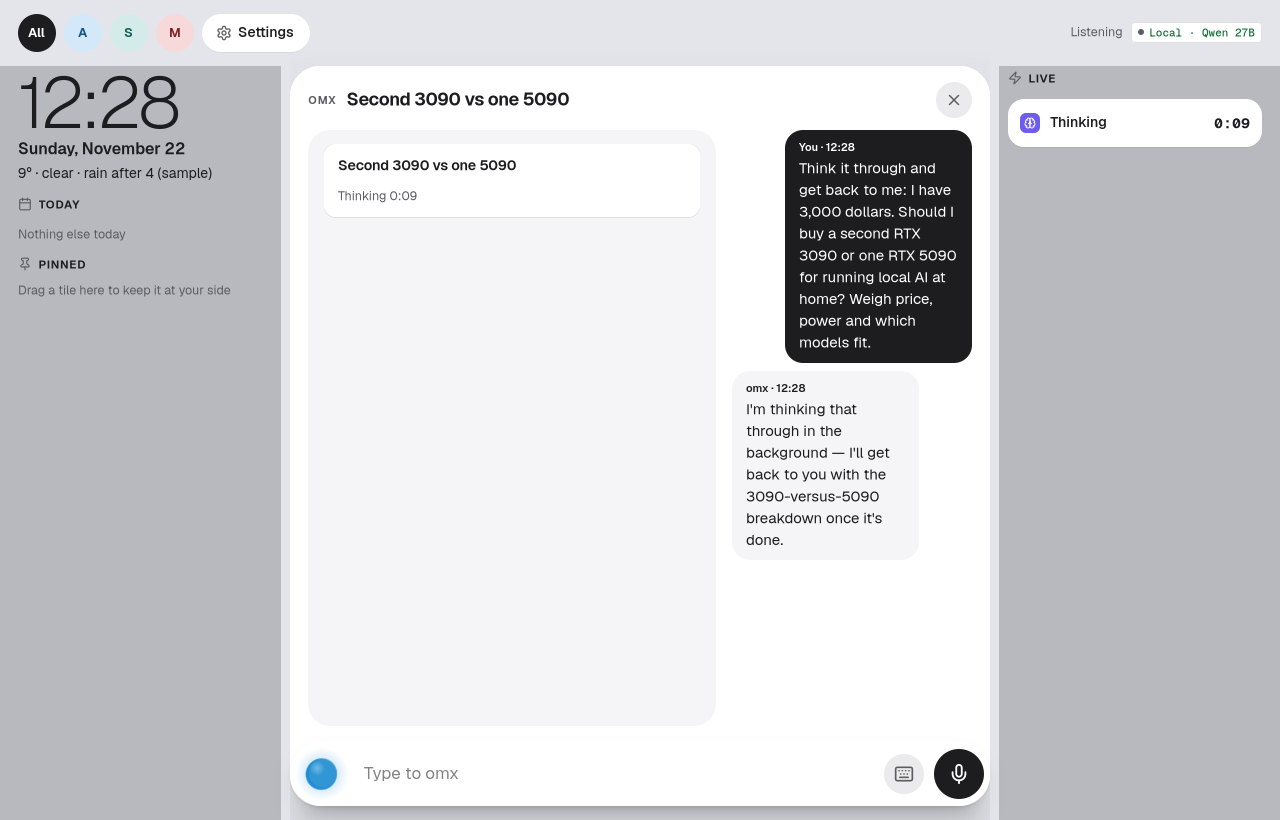 All
A
S
M
Settings
Listening
Local · Qwen 27B
12:28
Sunday, November 22
9° · clear · rain after 4 (sample)
TODAY
Nothing else today
PINNED
Drag a tile here to keep it at your side
OMX
Second 3090 vs one 5090
Second 3090 vs one 5090
Thinking 0:09
You · 12:28
Think it through and
get back to me: I have
3,000 dollars. Should I
buy a second RTX
3090 or one RTX 5090
for running local AI at
home? Weigh price,
power and which
models fit.
omx · 12:28
I'm thinking that
through in the
background — I'll get
back to you with the
3090-versus-5090
breakdown once it's
done.
Type to omx
LIVE
Thinking
0:09